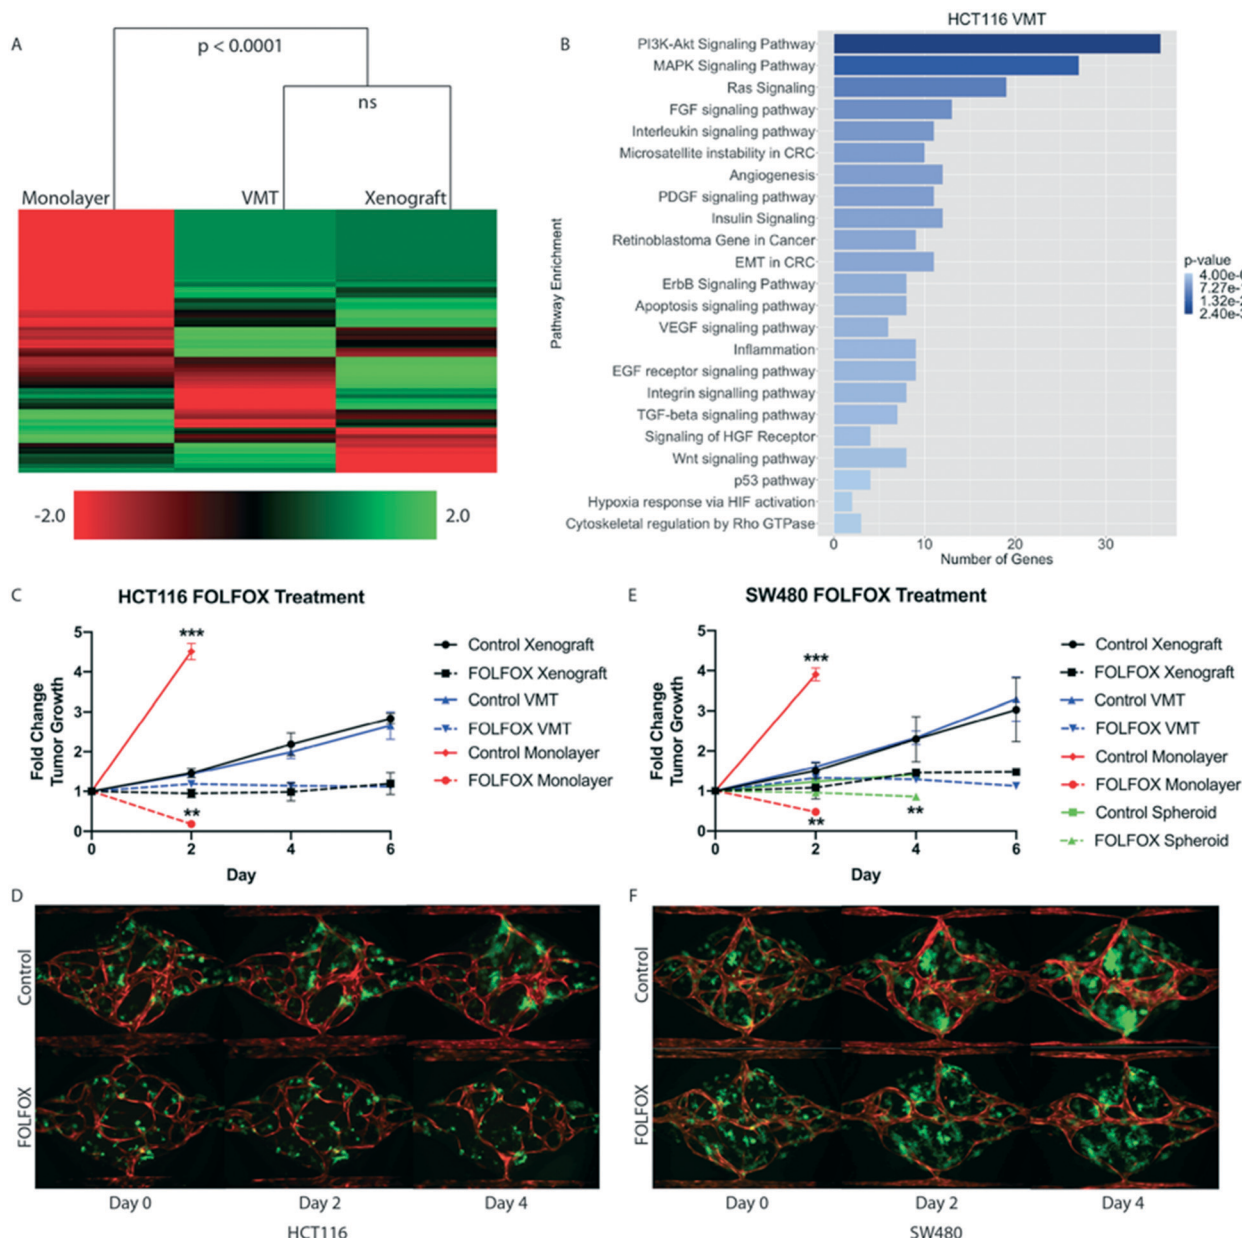 A
p < 0.0001
ns
Monolayer
VMT
Xenograft
-2.0
2.0
B
HCT116 VMT
Pathway Enrichment
PI3K-Akt Signaling Pathway
MAPK Signaling Pathway
Ras Signaling
FGF signaling pathway
Interleukin signaling pathway
Microsatellite instability in CRC
Angiogenesis
PDGF signaling pathway
Insulin Signaling
Retinoblastoma Gene in Cancer
EMT in CRC
ErbB Signaling Pathway
Apoptosis signaling pathway
VEGF signaling pathway
Inflammation
EGF receptor signaling pathway
Integrin signalling pathway
TGF-beta signaling pathway
Signaling of HGF Receptor
Wnt signaling pathway
p53 pathway
Hypoxia response via HIF activation
Cytoskeletal regulation by Rho GTPase
0 10 20 30
Number of Genes
p-value
C
HCT116 FOLFOX Treatment
Fold Change
Tumor Growth
5
4
3
2
1
0
***
**
0 2 4 6
Day
Control Xenograft
FOLFOX Xenograft
Control VMT
FOLFOX VMT
Control Monolayer
FOLFOX Monolayer
E
SW480 FOLFOX Treatment
Fold Change
Tumor Growth
5
4
3
2
1
0
***
**
**
0 2 4 6
Day
Control Xenograft
FOLFOX Xenograft
Control VMT
FOLFOX VMT
Control Monolayer
FOLFOX Monolayer
Control Spheroid
FOLFOX Spheroid
D
Control
FOLFOX
Day 0 Day 2 Day 4
HCT116
F
Control
FOLFOX
Day 0 Day 2 Day 4
SW480